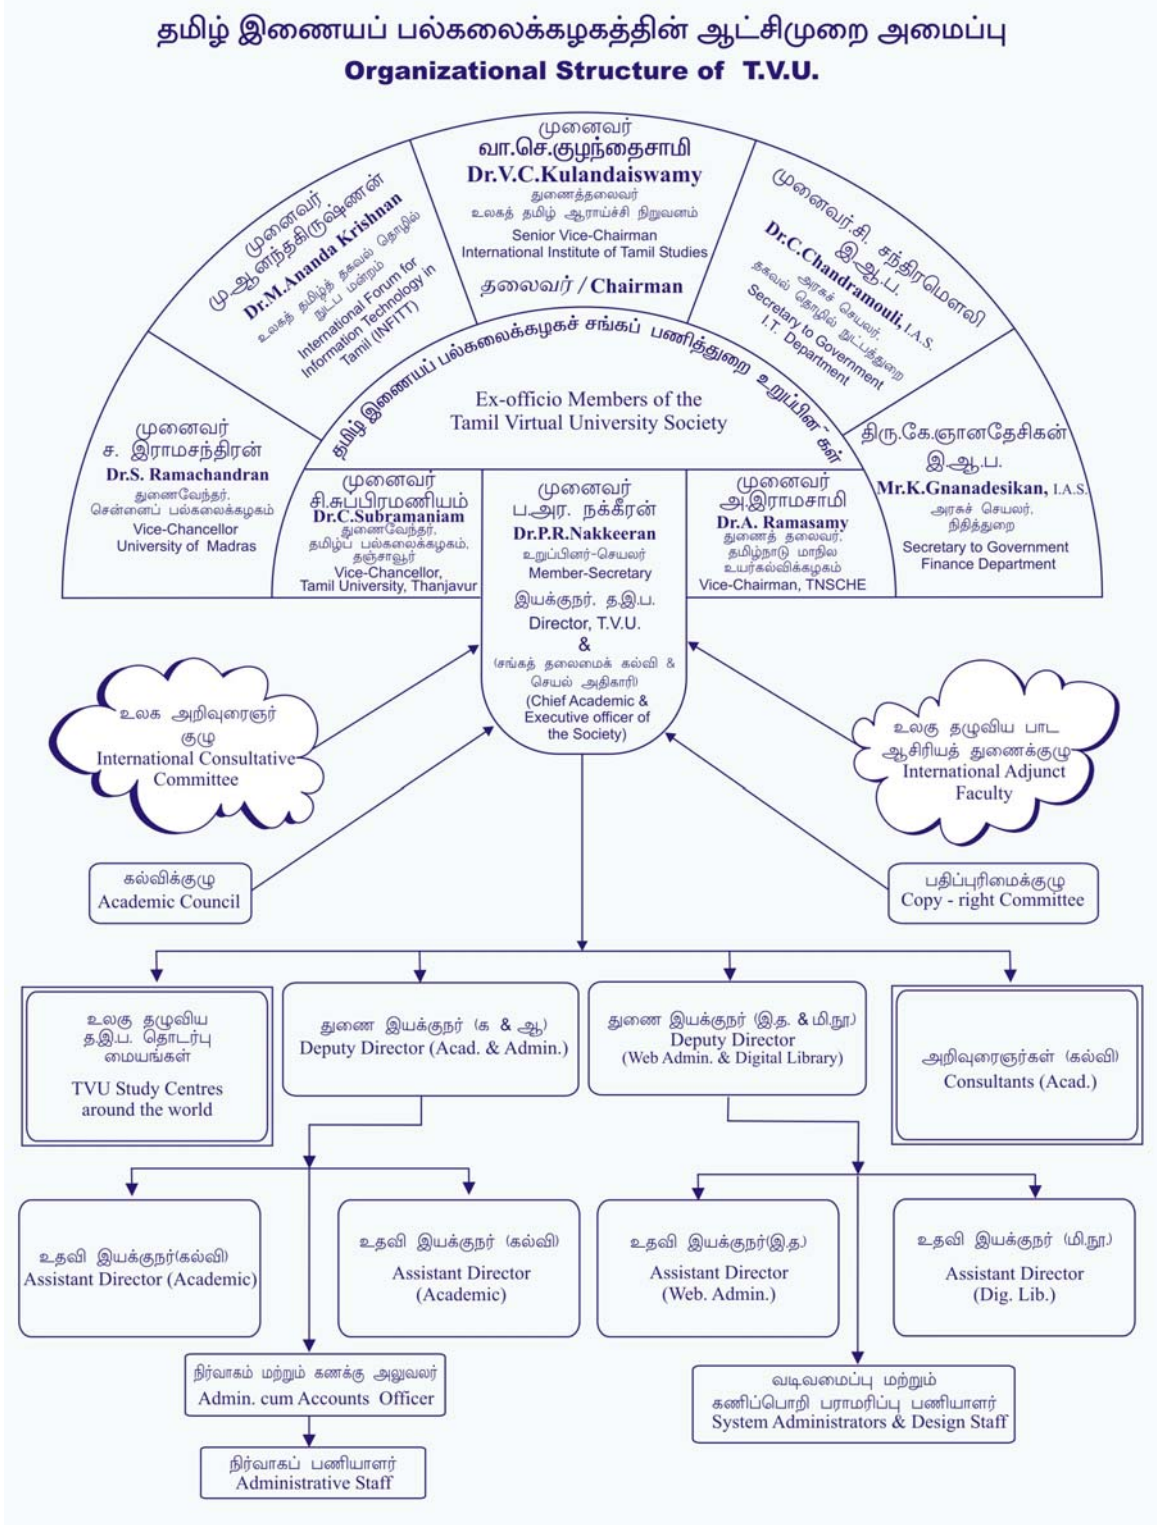 தமிழ் இணையப் பல்கலைக்கழகத்தின் ஆட்சிமுறை அமைப்பு
Organizational Structure of T.V.U.
முனைவர்
வா.செ.குழந்தைசாமி
Dr.V.C.Kulandaiswamy
துணைத்தலைவர்
உலகத் தமிழ் ஆராய்ச்சி நிறுவனம்
Senior Vice-Chairman
International Institute of Tamil Studies
தலைவர் / Chairman
முனைவர்
மு.ஆனந்தகிருஷ்ணன்
Dr.M.Ananda Krishnan
உலகத் தமிழ்த் தகவல் தொழில்
நுட்ப மன்றம்
International Forum for
Information Technology in
Tamil (INFITT)
முனைவர்.சி. சந்திரமௌலி
இ.ஆ.ப.
Dr.C.Chandramouli, I.A.S.
அரசுச் செயலர்,
தகவல் தொழில் நுட்பத்துறை
Secretary to Government
I.T. Department
முனைவர்
ச. இராமசந்திரன்
Dr.S. Ramachandran
துணைவேந்தர்,
சென்னைப் பல்கலைக்கழகம்
Vice-Chancellor
University of Madras
திரு.கே.ஞானதேசிகன்
இ.ஆ.ப.
Mr.K.Gnanadesikan, I.A.S.
அரசுச் செயலர்,
நிதித்துறை
Secretary to Government
Finance Department
தமிழ் இணையப் பல்கலைக்கழகச் சங்கப் பணித்துறை உறுப்பினர்கள்
Ex-officio Members of the
Tamil Virtual University Society
முனைவர்
சி.சுப்பிரமணியம்
Dr.C.Subramaniam
துணைவேந்தர்,
தமிழ்ப பல்கலைக்கழகம்,
தஞ்சாவூர்
Vice-Chancellor,
Tamil University, Thanjavur
முனைவர்
ப.அர. நக்கீரன்
Dr.P.R.Nakkeeran
உறுப்பினர்-செயலர்
Member-Secretary
இயக்குநர், த.இ.ப.
Director, T.V.U.
&
(சங்கத் தலைமைக் கல்வி &
செயல் அதிகாரி)
(Chief Academic &
Executive officer of
the Society)
முனைவர்
அ.இராமசாமி
Dr.A. Ramasamy
துணைத் தலைவர்,
தமிழ்நாடு மாநில
உயர்கல்விக்கழகம்
Vice-Chairman, TNSCHE
உலக அறிவுரைஞர்
குழு
International Consultative
Committee
உலகு தழுவிய பாட
ஆசிரியத் துணைக்குழு
International Adjunct
Faculty
கல்விக்குழு
Academic Council
பதிப்புரிமைக்குழு
Copy - right Committee
உலகு தழுவிய
த.இ.ப. தொடர்பு
மையங்கள்
TVU Study Centres
around the world
துணை இயக்குநர் (க & ஆ)
Deputy Director (Acad. & Admin.)
துணை இயக்குநர் (இ.த. & மி.நூ.)
Deputy Director
(Web Admin. & Digital Library)
அறிவுரைஞர்கள் (கல்வி)
Consultants (Acad.)
உதவி இயக்குநர்(கல்வி)
Assistant Director (Academic)
உதவி இயக்குநர் (கல்வி)
Assistant Director
(Academic)
உதவி இயக்குநர்(இ.த.)
Assistant Director
(Web. Admin.)
உதவி இயக்குநர் (மி.நூ.)
Assistant Director
(Dig. Lib.)
நிர்வாகம் மற்றும் கணக்கு அலுவலர்
Admin. cum Accounts Officer
வடிவமைப்பு மற்றும்
கணிப்பொறி பராமரிப்பு பணியாளர்
System Administrators & Design Staff
நிர்வாகப் பணியாளர்
Administrative Staff